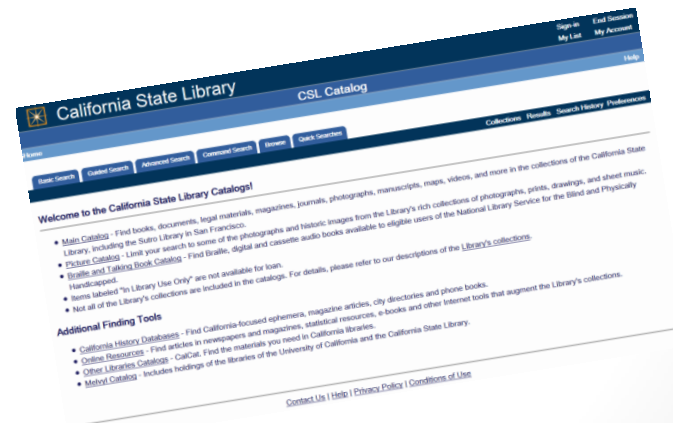 Sign-in End Session
My List My Account
California State Library
CSL Catalog
Help
Home
Basic Search Guided Search Advanced Search Command Search Browse Quick Searches
Collections Results Search History Preferences
Welcome to the California State Library Catalogs!
• Main Catalog - Find books, documents, legal materials, magazines, journals, photographs, manuscripts, maps, videos, and more in the collections of the California State
Library, including the Sutro Library in San Francisco.
• Picture Catalog - Limit your search to some of the photographs and historic images from the Library's rich collections of photographs, prints, drawings, and sheet music.
• Braille and Talking Book Catalog - Find Braille, digital and cassette audio books available to eligible users of the National Library Service for the Blind and Physically
Handicapped.
• Items labeled "In Library Use Only" are not available for loan.
• Not all of the Library's collections are included in the catalogs. For details, please refer to our descriptions of the Library's collections.
Additional Finding Tools
• California History Databases - Find California-focused ephemera, magazine articles, city directories and phone books.
• Online Resources - Find articles in newspapers and magazines, statistical resources, e-books and other Internet tools that augment the Library's collections.
• Other Libraries Catalogs - CalCat. Find the materials you need in California libraries.
• Melvyl Catalog - Includes holdings of the libraries of the University of California and the California State Library.
Contact Us | Help | Privacy Policy | Conditions of Use